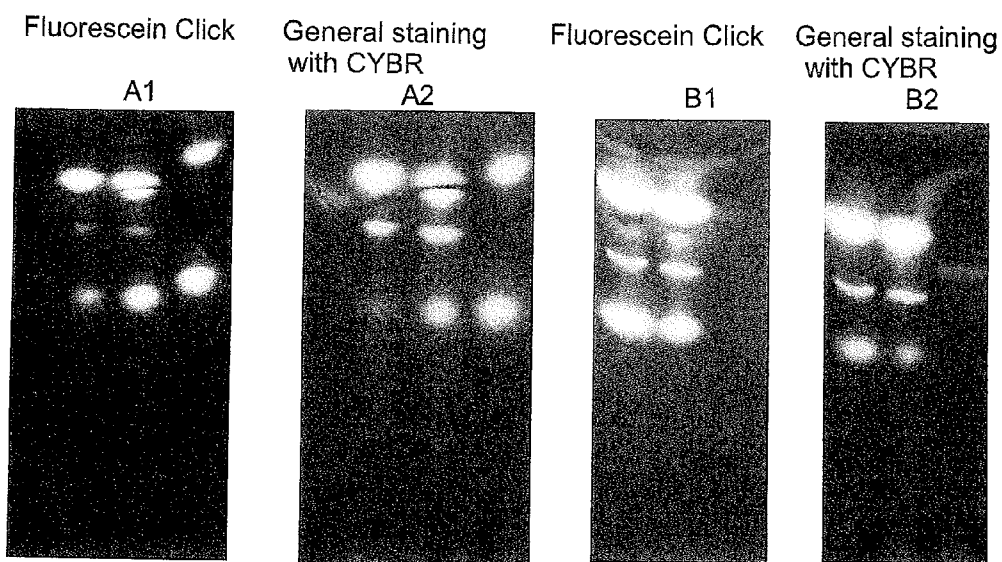 Fluorescein Click
A1
General staining
with CYBR
A2
Fluorescein Click
B1
General staining
with CYBR
B2